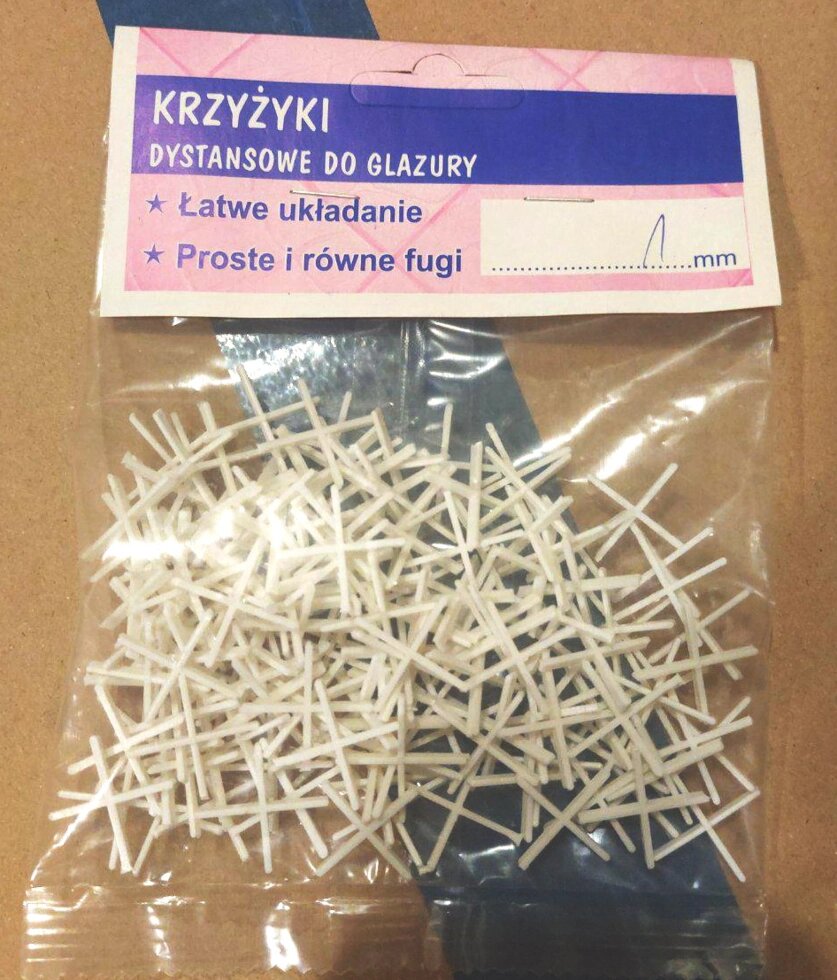 KRZYŻYKI
DYSTANSOWE DO GLAZURY
★ Łatwe układanie
★ Proste i równe fugi
1
........................mm